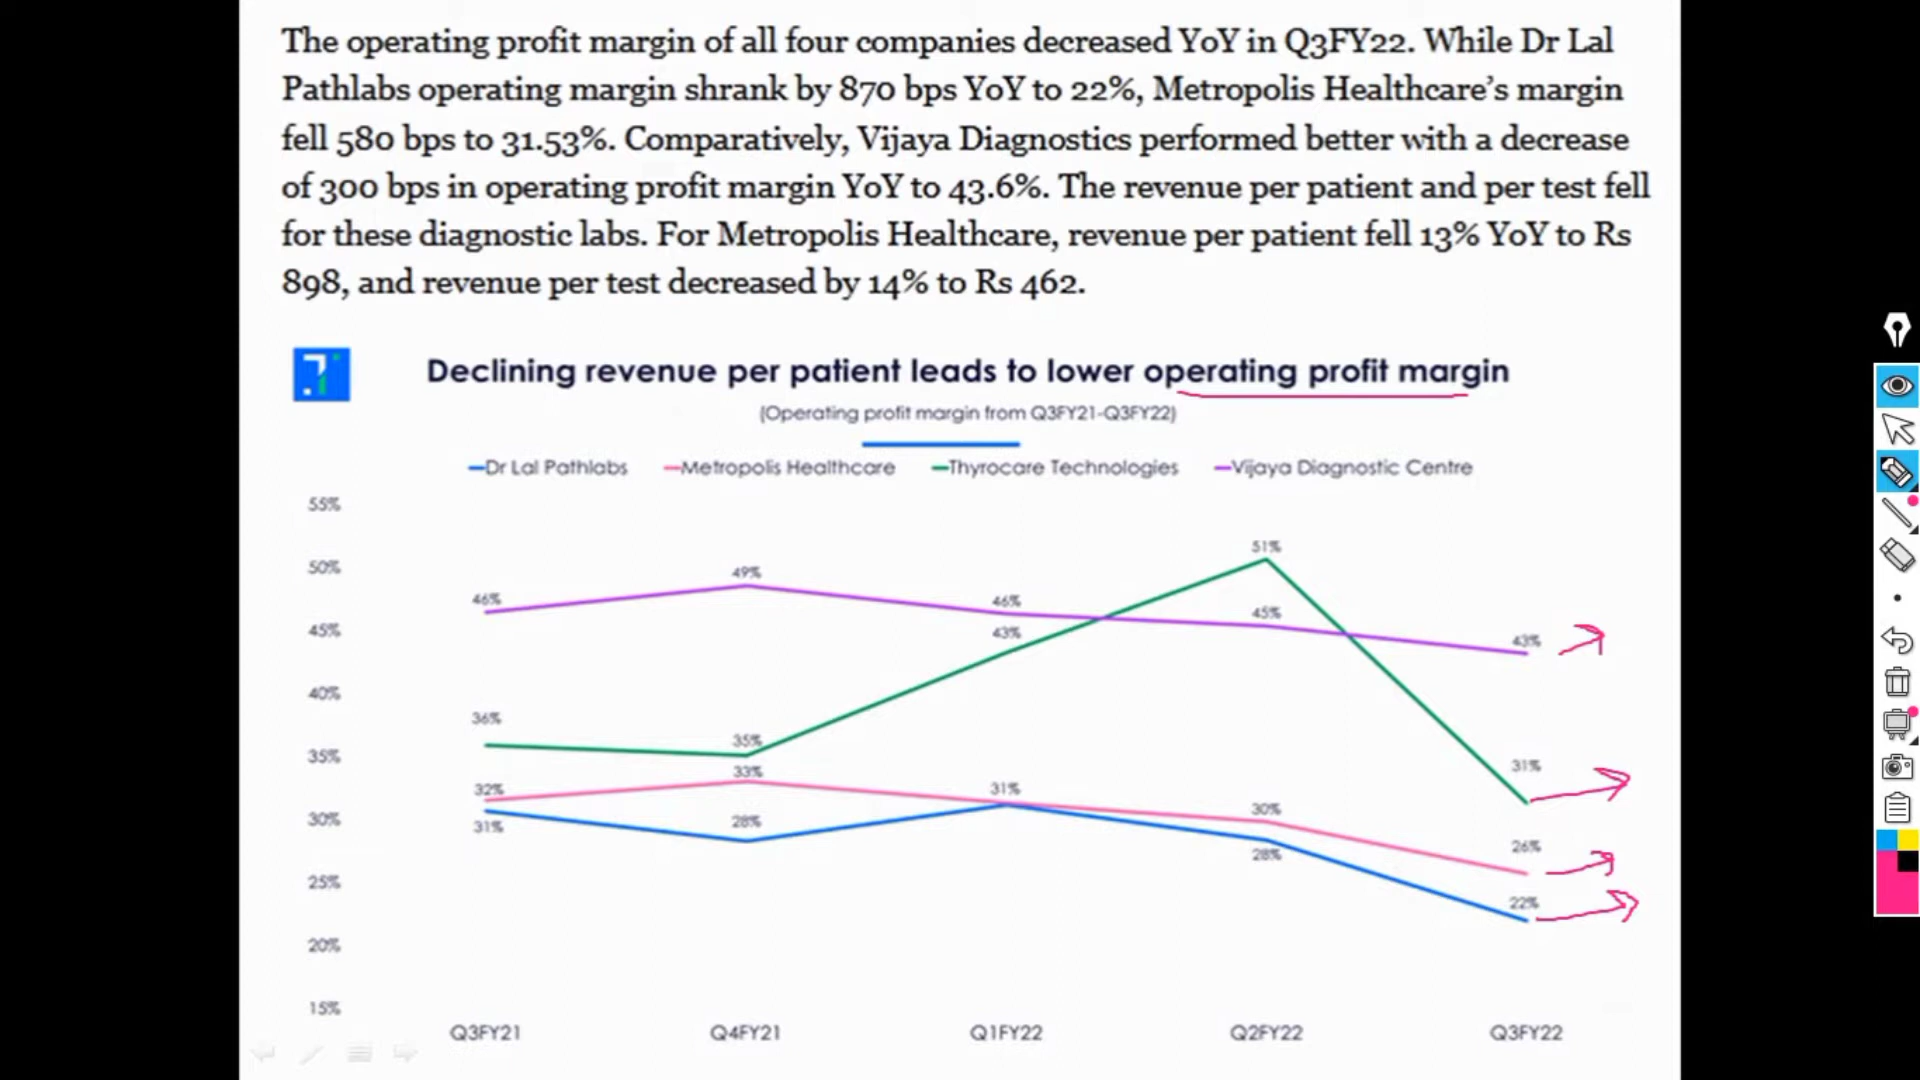 The operating profit margin of all four companies decreased YoY in Q3FY22. While Dr Lal
Pathlabs operating margin shrank by 870 bps YoY to 22%, Metropolis Healthcare’s margin
fell 580 bps to 31.53%. Comparatively, Vijaya Diagnostics performed better with a decrease
of 300 bps in operating profit margin YoY to 43.6%. The revenue per patient and per test fell
for these diagnostic labs. For Metropolis Healthcare, revenue per patient fell 13% YoY to Rs
898, and revenue per test decreased by 14% to Rs 462.
Declining revenue per patient leads to lower operating profit margin
(Operating profit margin from Q3FY21-Q3FY22)
Dr Lal Pathlabs Metropolis Healthcare Thyrocare Technologies Vijaya Diagnostic Centre
55%
50%
45%
40%
35%
30%
25%
20%
15%
46% 49% 46% 45% 43%
36% 35% 43% 51% 31%
32% 33% 31% 30% 26%
31% 28% 28% 22%
Q3FY21 Q4FY21 Q1FY22 Q2FY22 Q3FY22